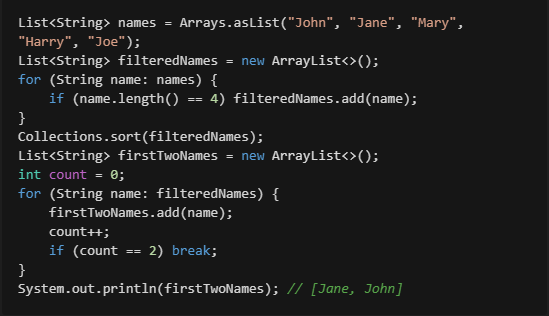 List<String> names = Arrays.asList("John", "Jane", "Mary",
"Harry", "Joe");
List<String> filteredNames = new ArrayList<>();
for (String name: names) {
    if (name.length() == 4) filteredNames.add(name);
}
Collections.sort(filteredNames);
List<String> firstTwoNames = new ArrayList<>();
int count = 0;
for (String name: filteredNames) {
    firstTwoNames.add(name);
    count++;
    if (count == 2) break;
}
System.out.println(firstTwoNames); // [Jane, John]